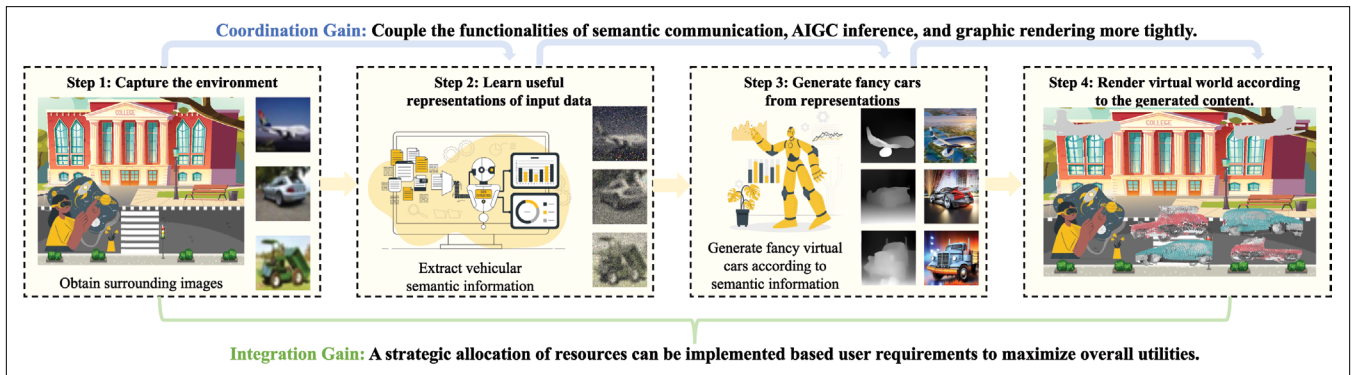 Coordination Gain: Couple the functionalities of semantic communication, AIGC inference, and graphic rendering more tightly.
Step 1: Capture the environment
COLLEGE
Obtain surrounding images
Step 2: Learn useful
representations of input data
Extract vehicular
semantic information
Step 3: Generate fancy cars
from representations
Generate fancy virtual
cars according to
semantic information
Step 4: Render virtual world according
to the generated content.
COLLEGE
Integration Gain: A strategic allocation of resources can be implemented based user requirements to maximize overall utilities.